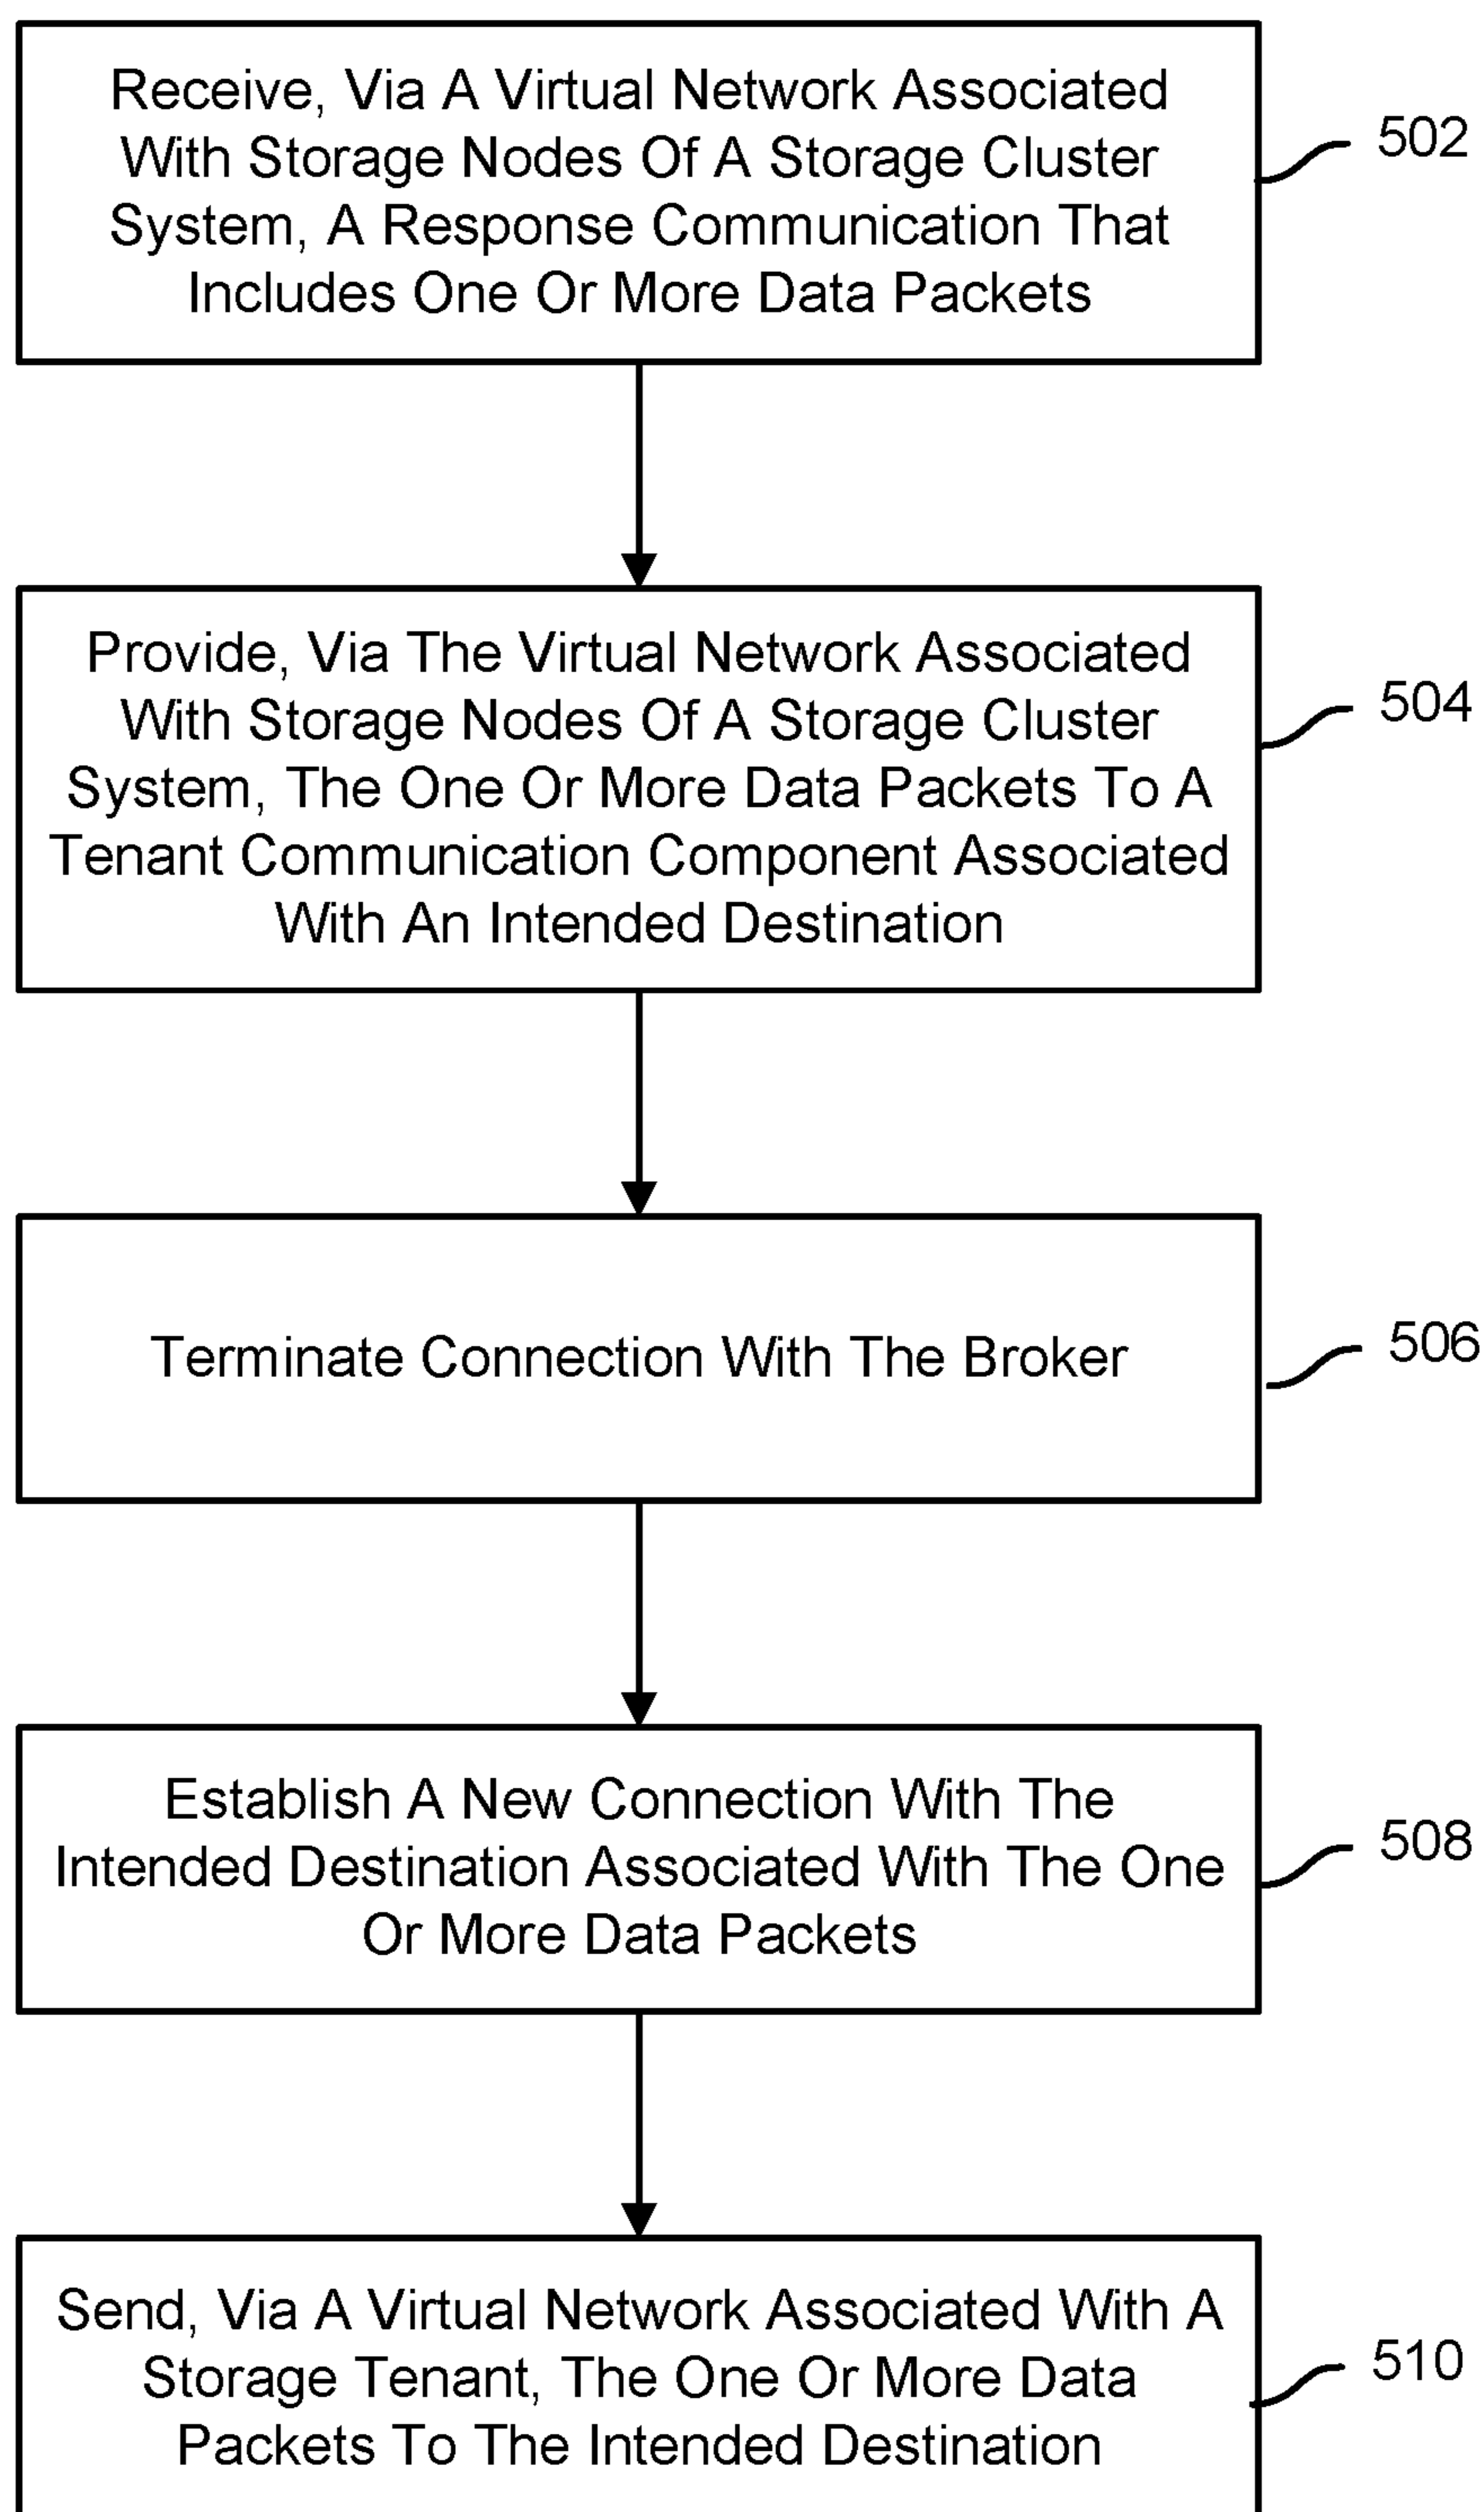 Receive, Via A Virtual Network Associated
With Storage Nodes Of A Storage Cluster
System, A Response Communication That
Includes One Or More Data Packets
502
Provide, Via The Virtual Network Associated
With Storage Nodes Of A Storage Cluster
System, The One Or More Data Packets To A
Tenant Communication Component Associated
With An Intended Destination
504
Terminate Connection With The Broker
506
Establish A New Connection With The
Intended Destination Associated With The One
Or More Data Packets
508
Send, Via A Virtual Network Associated With A
Storage Tenant, The One Or More Data
Packets To The Intended Destination
510